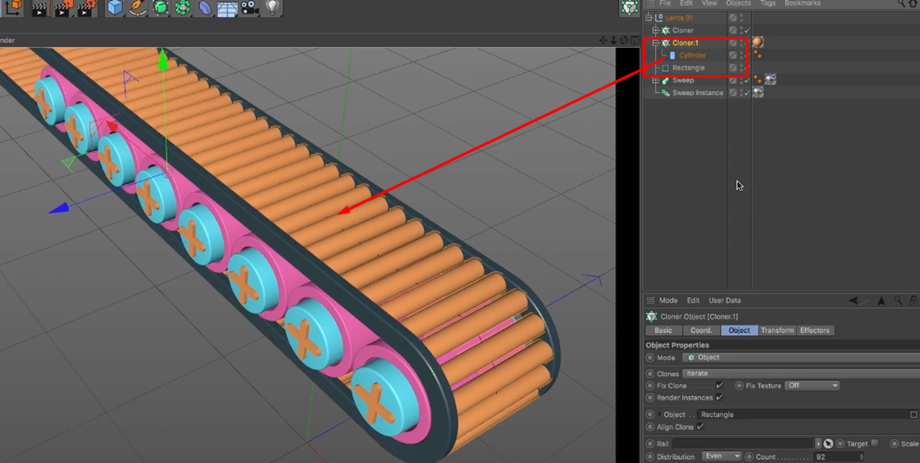 File Edit View Objects Tags Bookmarks
nder
Lenta 01
Cloner
Cloner.1
Cylinder
Rectangle
Sweep
Sweep Instance
Mode Edit User Data
Cloner Object [Cloner.1]
Basic Coord. Object Transform Effectors
Object Properties
Mode Object
Clones Iterate
Fix Clone Fix Texture Off
Render Instances
Object Rectangle
Align Clone
Rail Target Scale
Distribution Even Count 92